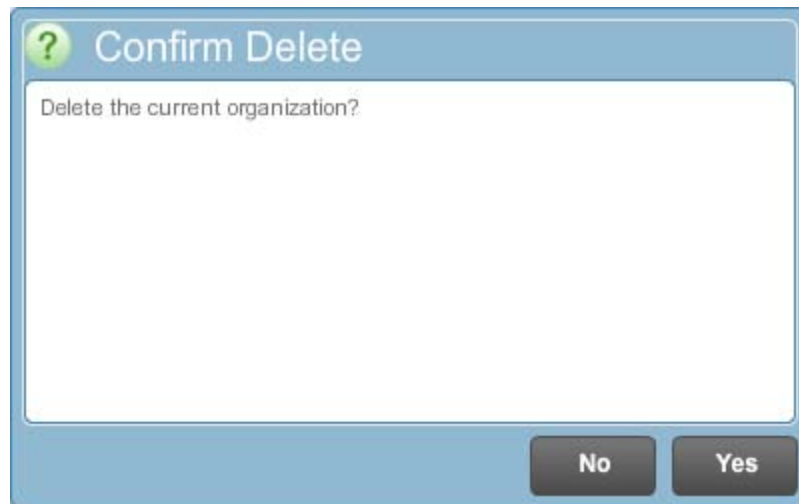 ? Confirm Delete
Delete the current organization?
No Yes